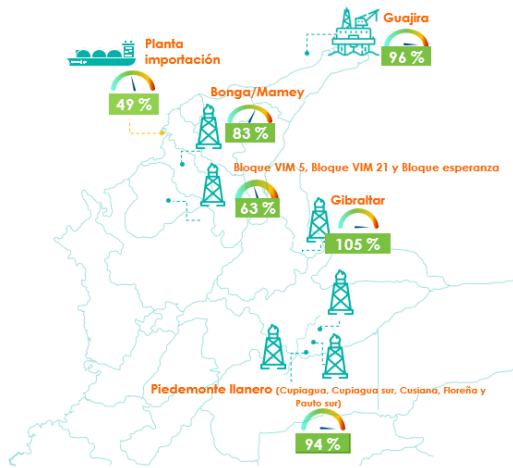 Guajira
96 %
Planta
importación
49 %
Bonga/Mamey
83 %
Bloque VIM 5, Bloque VIM 21 y Bloque esperanza
63 %
Gibraltar
105 %
Piedemonte llanero (Cupiagua, Cupiagua sur, Cusiana, Floreña y
Pauto sur)
94 %